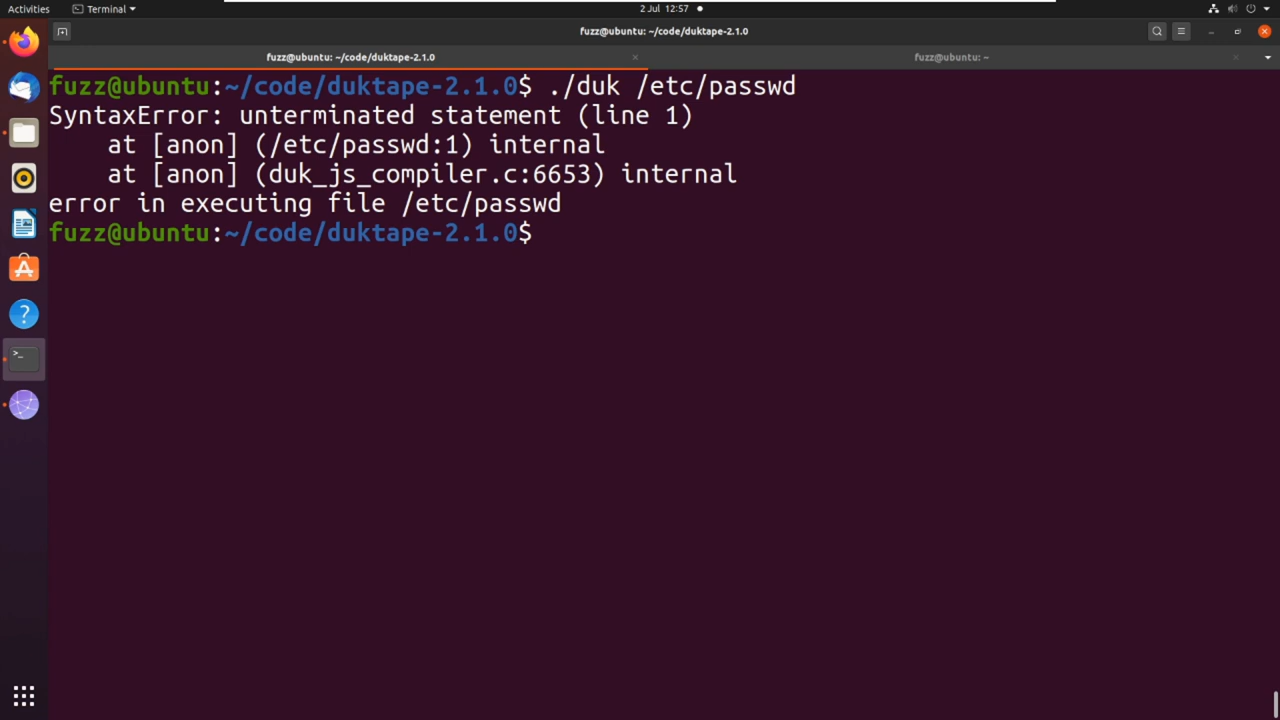 Activities
Terminal
2 Jul 12:57
fuzz@ubuntu: ~/code/duktape-2.1.0
fuzz@ubuntu: ~/code/duktape-2.1.0
fuzz@ubuntu: ~
fuzz@ubuntu:~/code/duktape-2.1.0$ ./duk /etc/passwd
SyntaxError: unterminated statement (line 1)
    at [anon] (/etc/passwd:1) internal
    at [anon] (duk_js_compiler.c:6653) internal
error in executing file /etc/passwd
fuzz@ubuntu:~/code/duktape-2.1.0$